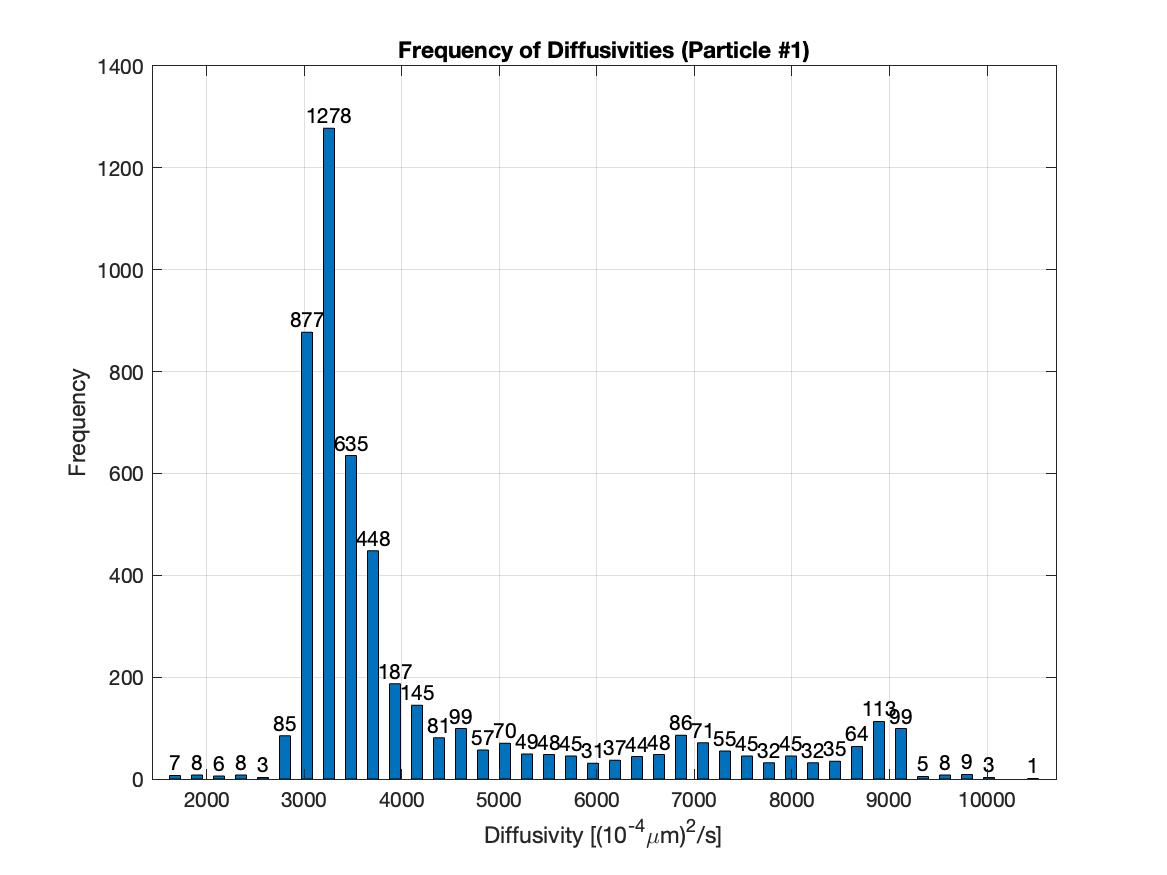 Frequency of Diffusivities (Particle #1)
1400
1200
1000
800
600
400
200
0
Frequency
7 8 6 8 3 85 877 1278 635 448 187 145 81 99 57 70 49 48 45 31 37 44 48 86 71 55 45 32 45 32 35 64 113 99 5 8 9 3 1
2000 3000 4000 5000 6000 7000 8000 9000 10000
Diffusivity [(10⁻⁴μm)²/s]